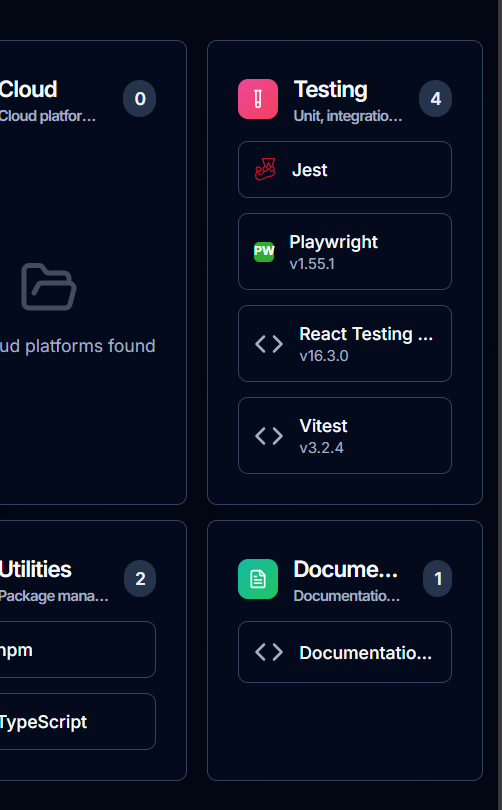 Cloud
Cloud platfor...
0
ud platforms found
Testing
Unit, integratio...
4
Jest
PW
Playwright
v1.55.1
React Testing ...
v16.3.0
Vitest
v3.2.4
Utilities
Package mana...
2
npm
TypeScript
Docume...
Documentatio...
1
Documentatio...